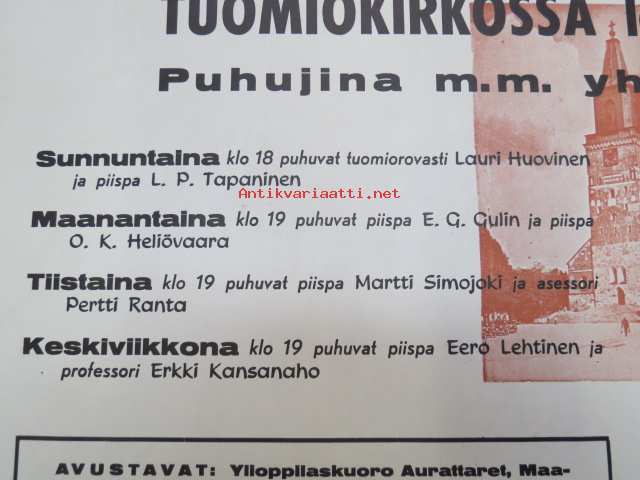 TUOMIOKIRKOSSA
Puhujina m.m.
Sunnuntaina klo 18 puhuvat tuomiorovasti Lauri Huovinen
ja piispa L. P. Tapaninen
Antikvariaatti.net
Maanantaina klo 19 puhuvat piispa E. G. Gulin ja piispa
O. K. Heliövaara
Tiistaina klo 19 puhuvat piispa Martti Simojoki ja asessori
Pertti Ranta
Keskiviikkona klo 19 puhuvat piispa Eero Lehtinen ja
professori Erkki Kansanaho
AVUSTAVAT: Ylioppilaskuoro Aurattaret, Maa-